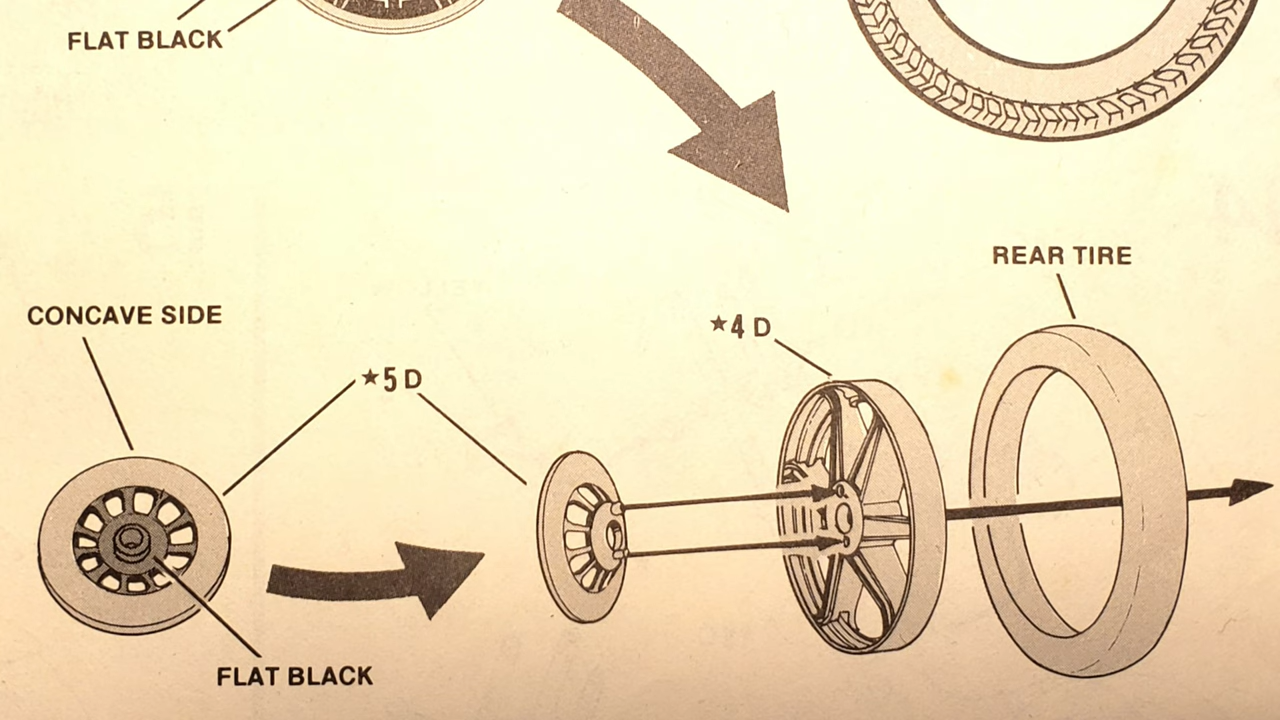 FLAT BLACK
REAR TIRE
CONCAVE SIDE
★4 D
★5 D
FLAT BLACK